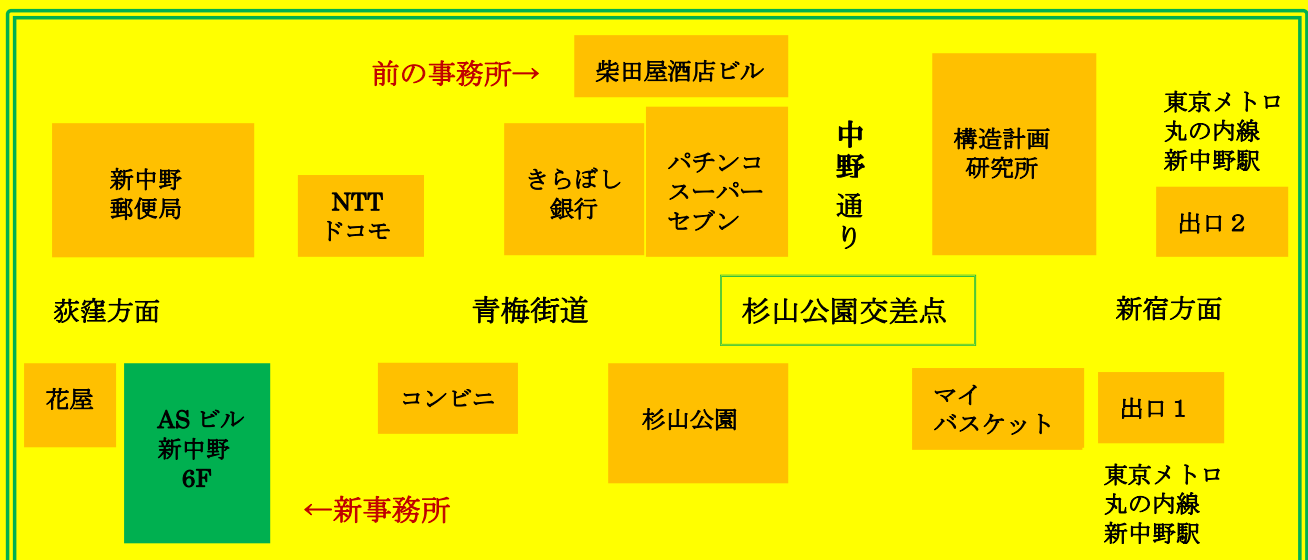 前の事務所→
柴田屋酒店ビル
東京メトロ
丸の内線
新中野駅
新中野
郵便局
NTT
ドコモ
きらぼし
銀行
パチンコ
スーパー
セブン
中野通り
構造計画
研究所
出口２
荻窪方面
青梅街道
杉山公園交差点
新宿方面
花屋
AS ビル
新中野
6F
コンビニ
杉山公園
マイ
バスケット
出口１
←新事務所
東京メトロ
丸の内線
新中野駅